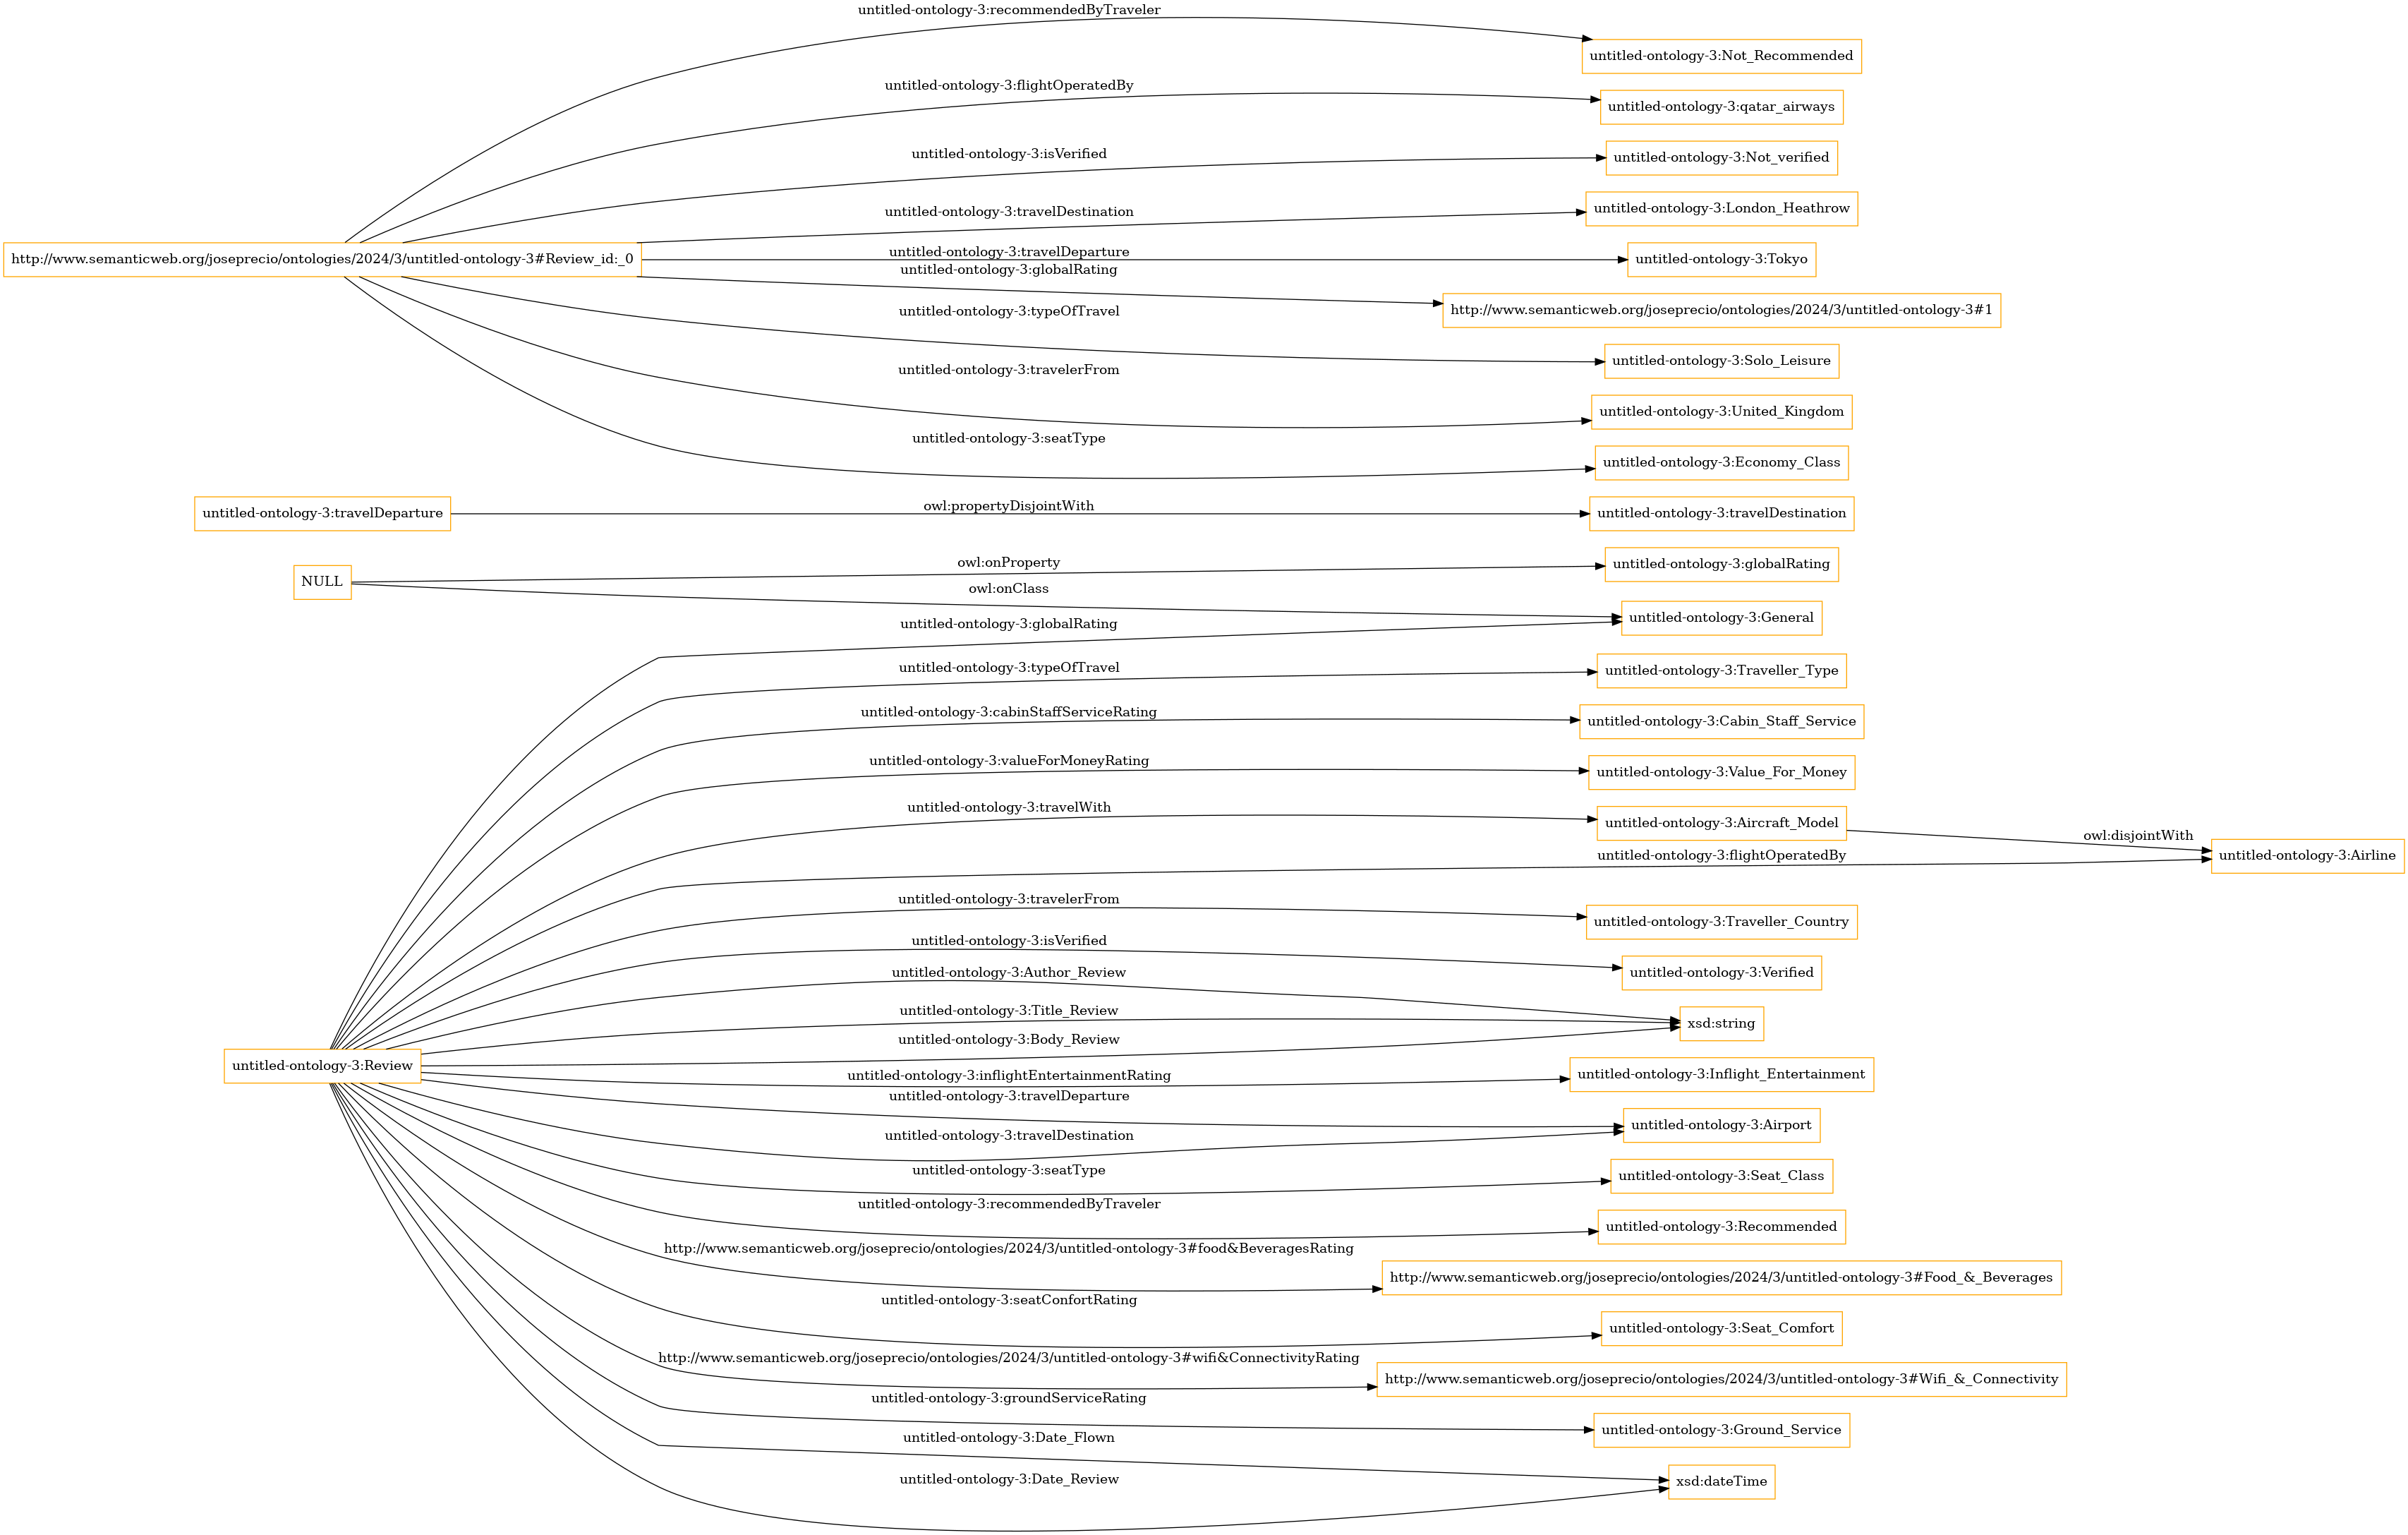 untitled-ontology-3:recommendedByTraveler
untitled-ontology-3:Not_Recommended
untitled-ontology-3:flightOperatedBy
untitled-ontology-3:qatar_airways
untitled-ontology-3:isVerified
untitled-ontology-3:Not_verified
untitled-ontology-3:travelDestination
untitled-ontology-3:London_Heathrow
http://www.semanticweb.org/joseprecio/ontologies/2024/3/untitled-ontology-3#Review_id:_0
untitled-ontology-3:travelDeparture
untitled-ontology-3:Tokyo
untitled-ontology-3:globalRating
http://www.semanticweb.org/joseprecio/ontologies/2024/3/untitled-ontology-3#1
untitled-ontology-3:typeOfTravel
untitled-ontology-3:Solo_Leisure
untitled-ontology-3:travelerFrom
untitled-ontology-3:United_Kingdom
untitled-ontology-3:seatType
untitled-ontology-3:Economy_Class
untitled-ontology-3:travelDeparture
owl:propertyDisjointWith
untitled-ontology-3:travelDestination
NULL
owl:onProperty
untitled-ontology-3:globalRating
owl:onClass
untitled-ontology-3:General
untitled-ontology-3:globalRating
untitled-ontology-3:typeOfTravel
untitled-ontology-3:Traveller_Type
untitled-ontology-3:cabinStaffServiceRating
untitled-ontology-3:Cabin_Staff_Service
untitled-ontology-3:valueForMoneyRating
untitled-ontology-3:Value_For_Money
untitled-ontology-3:travelWith
untitled-ontology-3:Aircraft_Model
owl:disjointWith
untitled-ontology-3:flightOperatedBy
untitled-ontology-3:Airline
untitled-ontology-3:travelerFrom
untitled-ontology-3:Traveller_Country
untitled-ontology-3:isVerified
untitled-ontology-3:Verified
untitled-ontology-3:Author_Review
untitled-ontology-3:Title_Review
xsd:string
untitled-ontology-3:Body_Review
untitled-ontology-3:Review
untitled-ontology-3:inflightEntertainmentRating
untitled-ontology-3:Inflight_Entertainment
untitled-ontology-3:travelDeparture
untitled-ontology-3:Airport
untitled-ontology-3:travelDestination
untitled-ontology-3:seatType
untitled-ontology-3:Seat_Class
untitled-ontology-3:recommendedByTraveler
untitled-ontology-3:Recommended
http://www.semanticweb.org/joseprecio/ontologies/2024/3/untitled-ontology-3#food&BeveragesRating
http://www.semanticweb.org/joseprecio/ontologies/2024/3/untitled-ontology-3#Food_&_Beverages
untitled-ontology-3:seatConfortRating
untitled-ontology-3:Seat_Comfort
http://www.semanticweb.org/joseprecio/ontologies/2024/3/untitled-ontology-3#wifi&ConnectivityRating
http://www.semanticweb.org/joseprecio/ontologies/2024/3/untitled-ontology-3#Wifi_&_Connectivity
untitled-ontology-3:groundServiceRating
untitled-ontology-3:Ground_Service
untitled-ontology-3:Date_Flown
untitled-ontology-3:Date_Review
xsd:dateTime